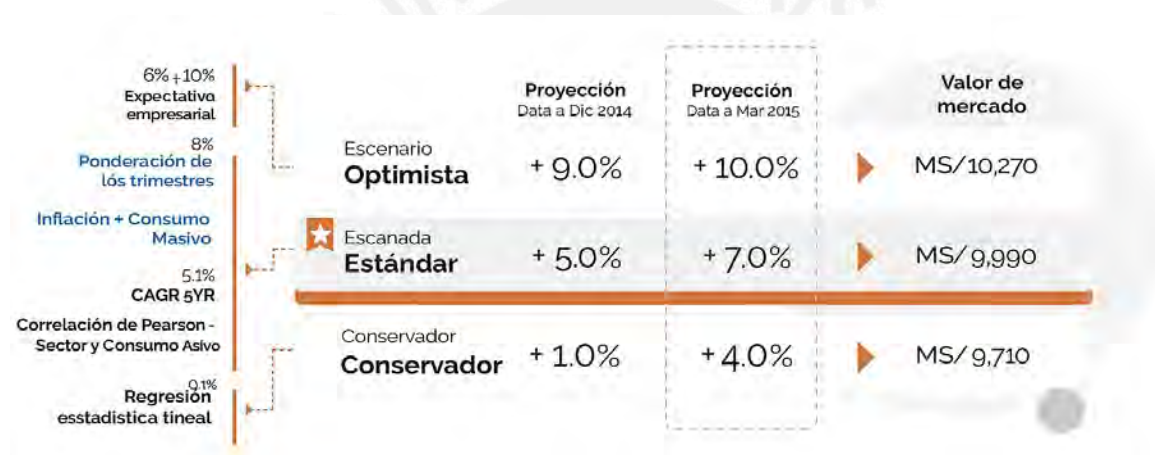 6% +10%
Expectativa
empresarial
8%
Ponderación de
lós trimestres
Inflación + Consumo
Masivo
5.1%
CAGR 5YR
Correlación de Pearson -
Sector y Consumo Asivo
0.1%
Regresión
esstadistica tineal
Proyección
Data a Dic 2014
Proyección
Data a Mar 2015
Valor de
mercado
Escenario
Optimista
+ 9.0%
+ 10.0%
MS/10,270
Escanada
Estándar
+ 5.0%
+ 7.0%
MS/9,990
Conservador
Conservador
+ 1.0%
+ 4.0%
MS/9,710